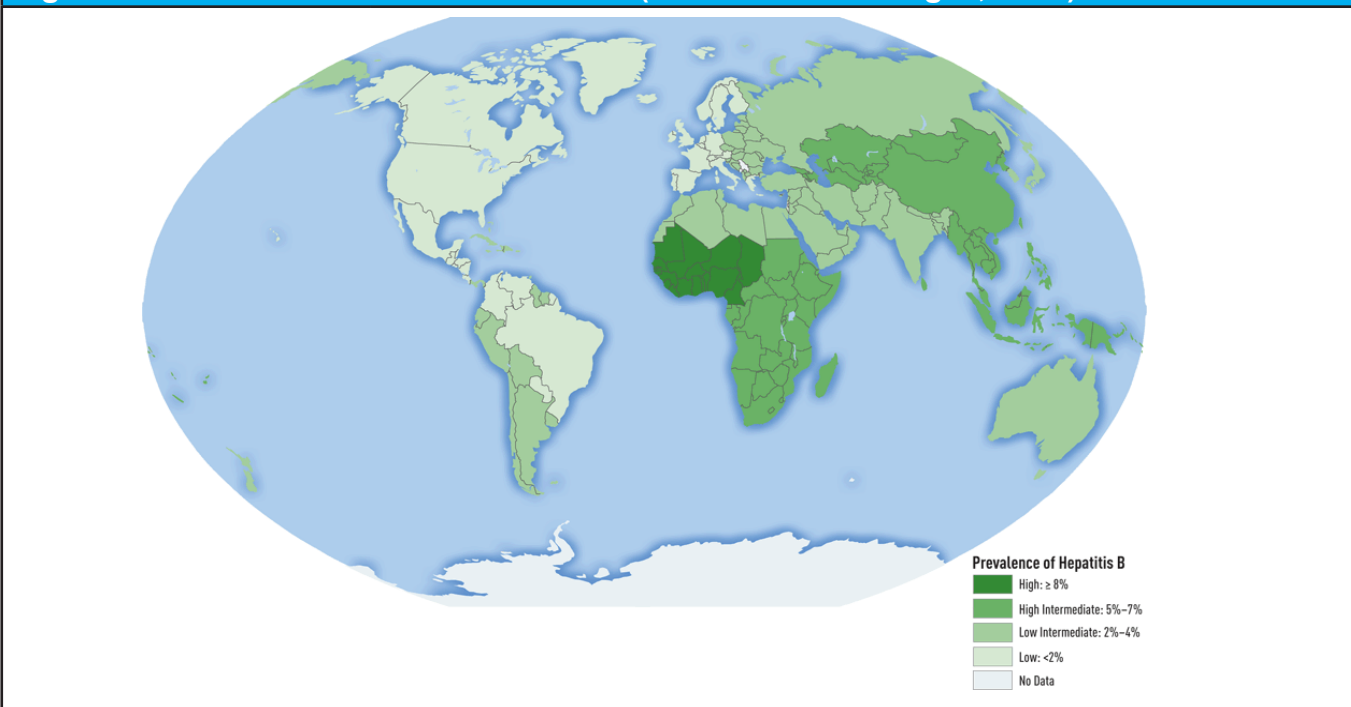 Prevalence of Hepatitis B
High: ≥ 8%
High Intermediate: 5%–7%
Low Intermediate: 2%–4%
Low: <2%
No Data